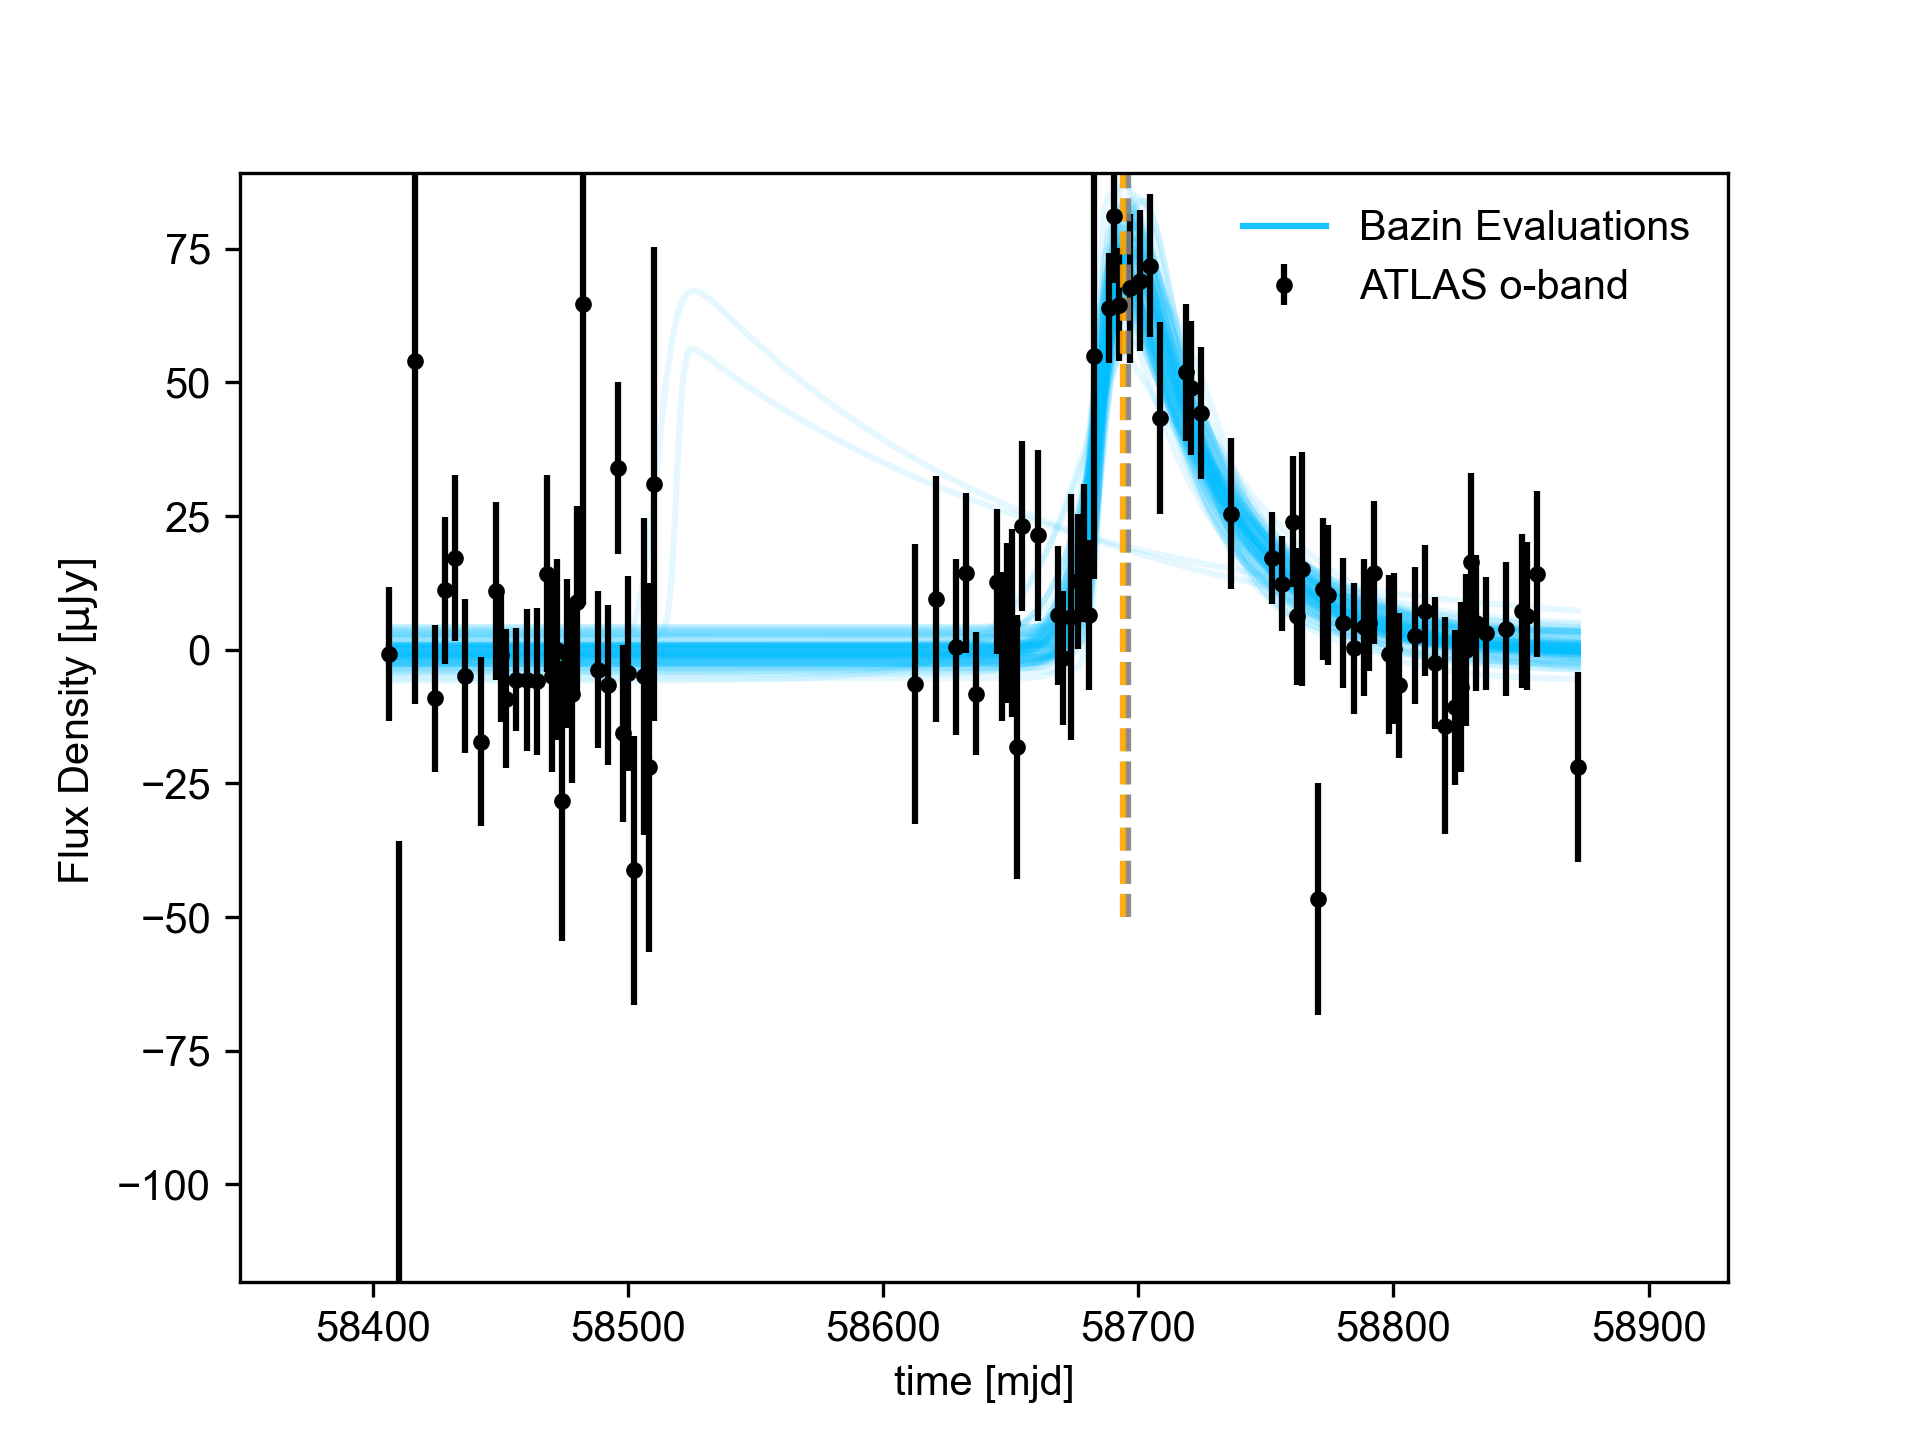 Bazin Evaluations
ATLAS o-band
75
50
25
0
−25
−50
−75
−100
Flux Density [µJy]
58400 58500 58600 58700 58800 58900
time [mjd]